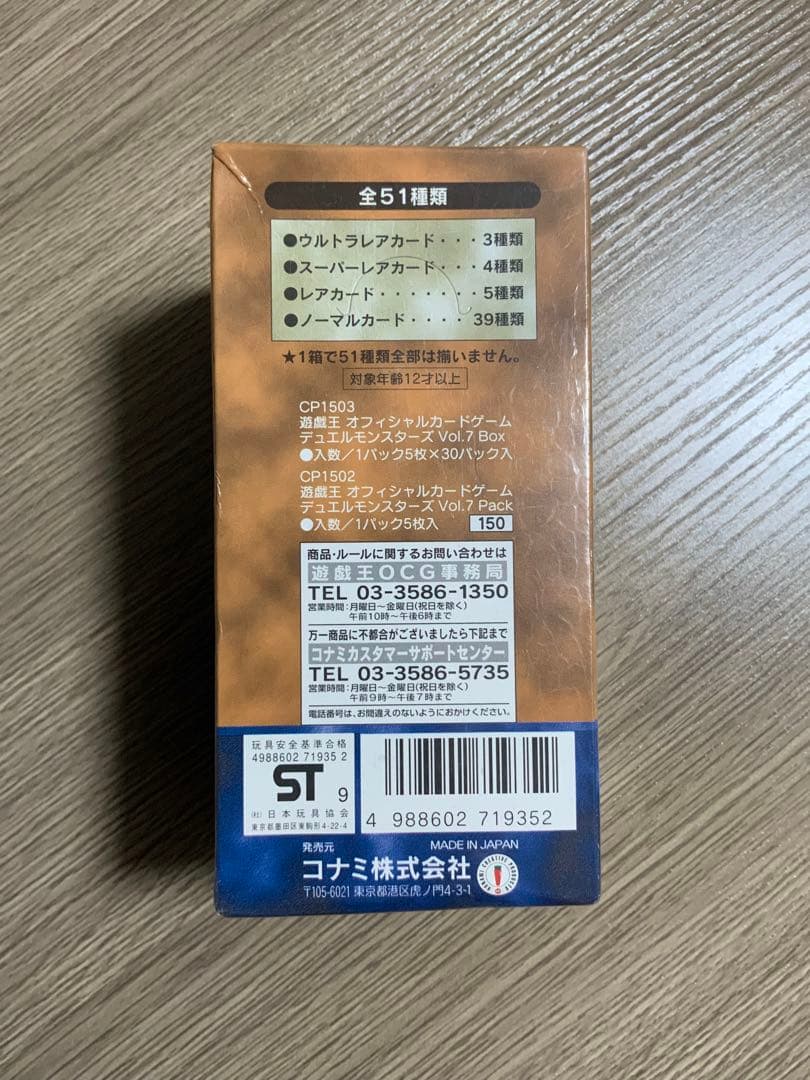 全51種類
●ウルトラレアカード・・・3種類
●スーパーレアカード・・・4種類
●レアカード・・・・・・・5種類
●ノーマルカード・・・・39種類
★1箱で51種類全部は揃いません。
対象年齢12才以上
CP1503
遊戯王 オフィシャルカードゲーム
デュエルモンスターズ Vol.7 Box
●入数/1パック5枚×30パック入
CP1502
遊戯王 オフィシャルカードゲーム
デュエルモンスターズ Vol.7 Pack
●入数/1パック5枚入 150
商品・ルールに関するお問い合わせは
遊戯王OCG事務局
TEL 03-3586-1350
営業時間:月曜日~金曜日(祝日を除く)
午前10時~午後6時まで
万一商品に不都合がございましたら下記まで
コナミカスタマーサポートセンター
TEL 03-3586-5735
営業時間:月曜日~金曜日(祝日を除く)
午前9時~午後7時まで
電話番号は、お間違えのないようにおかけください。
玩具安全基準合格
4988602 71935 2
ST 9
(社)日本玩具協会
東京都墨田区東駒形4-22-4
4 988602 719352
発売元
MADE IN JAPAN
コナミ株式会社
〒105-6021 東京都港区虎ノ門4-3-1
KONAMI CREATIVE PRODUCTS